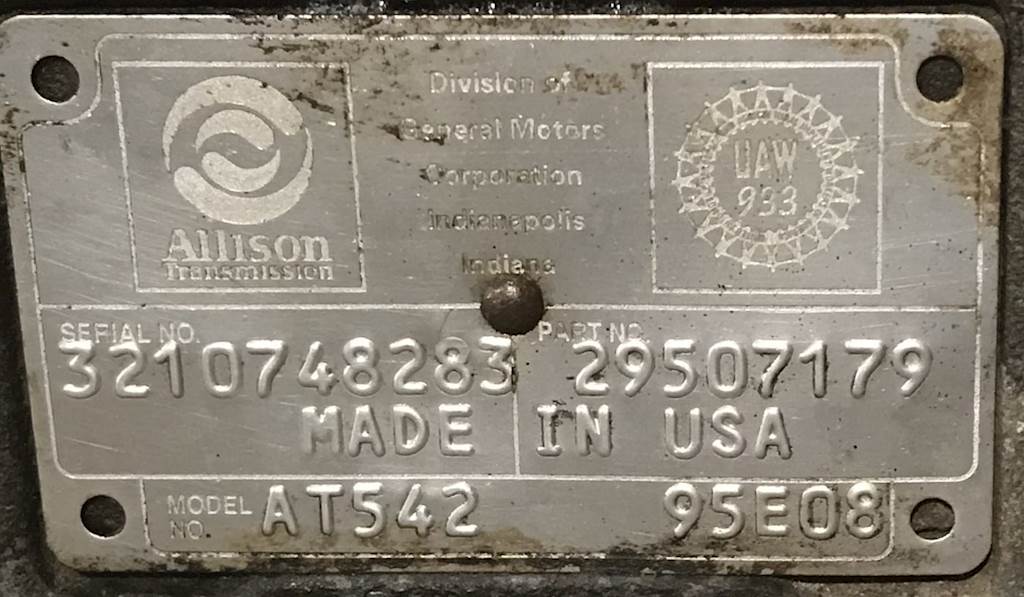 Allison
Transmission
Division of
General Motors
Corporation
Indianapolis
Indiana
UAW
933
SERIAL NO.
3210748283
PART NO.
29507179
MADE IN USA
MODEL
NO.
AT542
95E08